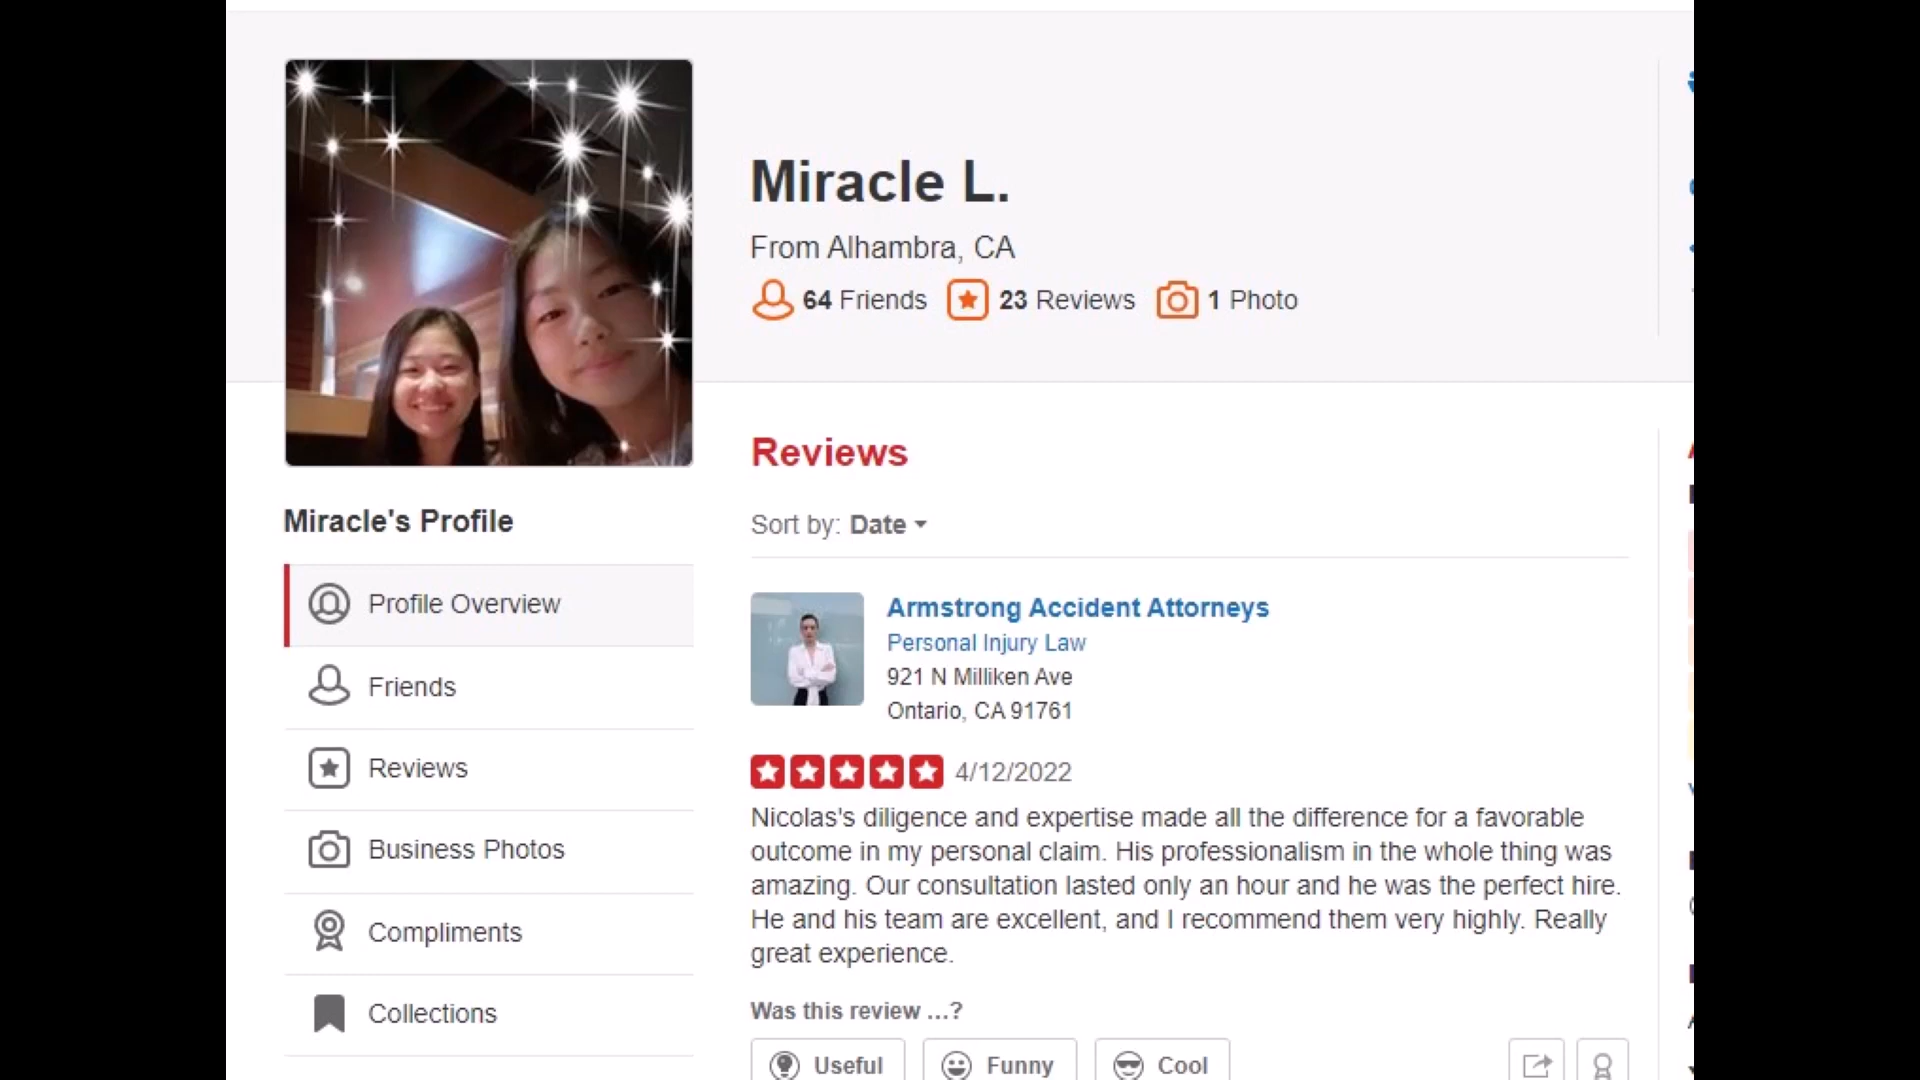 Miracle L.
From Alhambra, CA
64 Friends 23 Reviews 1 Photo
Miracle's Profile
Profile Overview
Friends
Reviews
Business Photos
Compliments
Collections
Reviews
Sort by: Date
Armstrong Accident Attorneys
Personal Injury Law
921 N Milliken Ave
Ontario, CA 91761
4/12/2022
Nicolas's diligence and expertise made all the difference for a favorable
outcome in my personal claim. His professionalism in the whole thing was
amazing. Our consultation lasted only an hour and he was the perfect hire.
He and his team are excellent, and I recommend them very highly. Really
great experience.
Was this review ...?
Useful Funny Cool